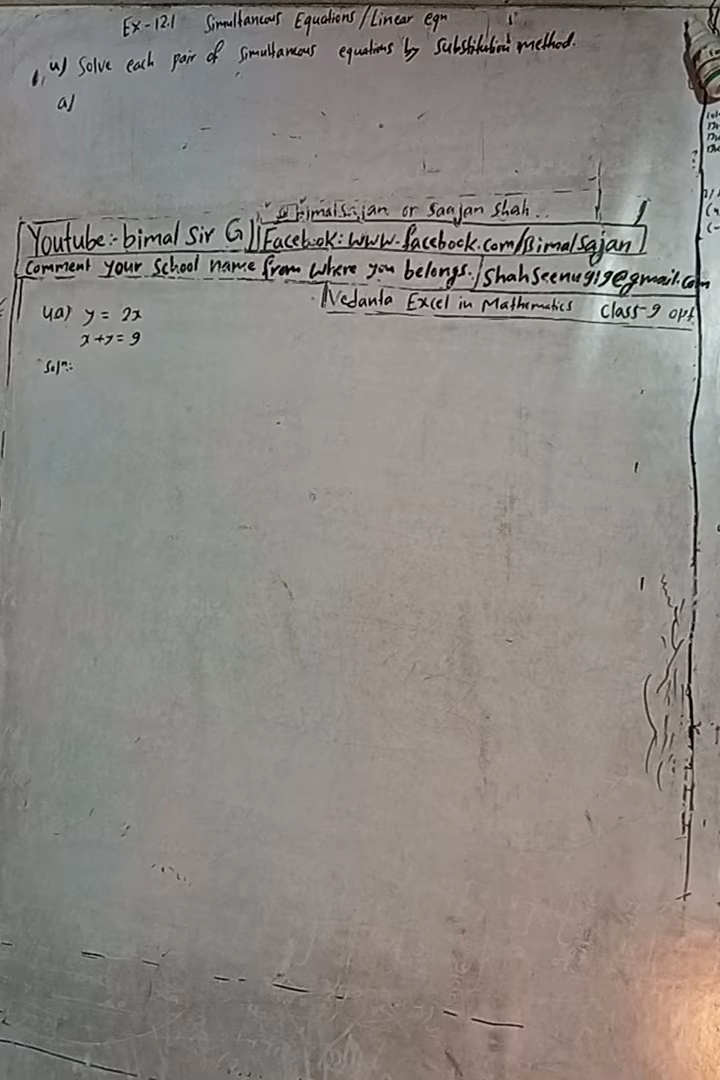 Ex-12.1 Simultaneous Equations/Linear eqn
1. 4) Solve each pair of simultaneous equations by substitution method.
a)
bimalsajan or Saajan Shah..
Youtube:- bimal Sir G Facebook: www.facebook.com/Bimalsajan
Comment your School name from where you belongs. / Shahseenu919@gmail.com
Vedanta Excel in Mathematics Class-9 opt
4a) y = 2x
x+y = 9
Solⁿ: